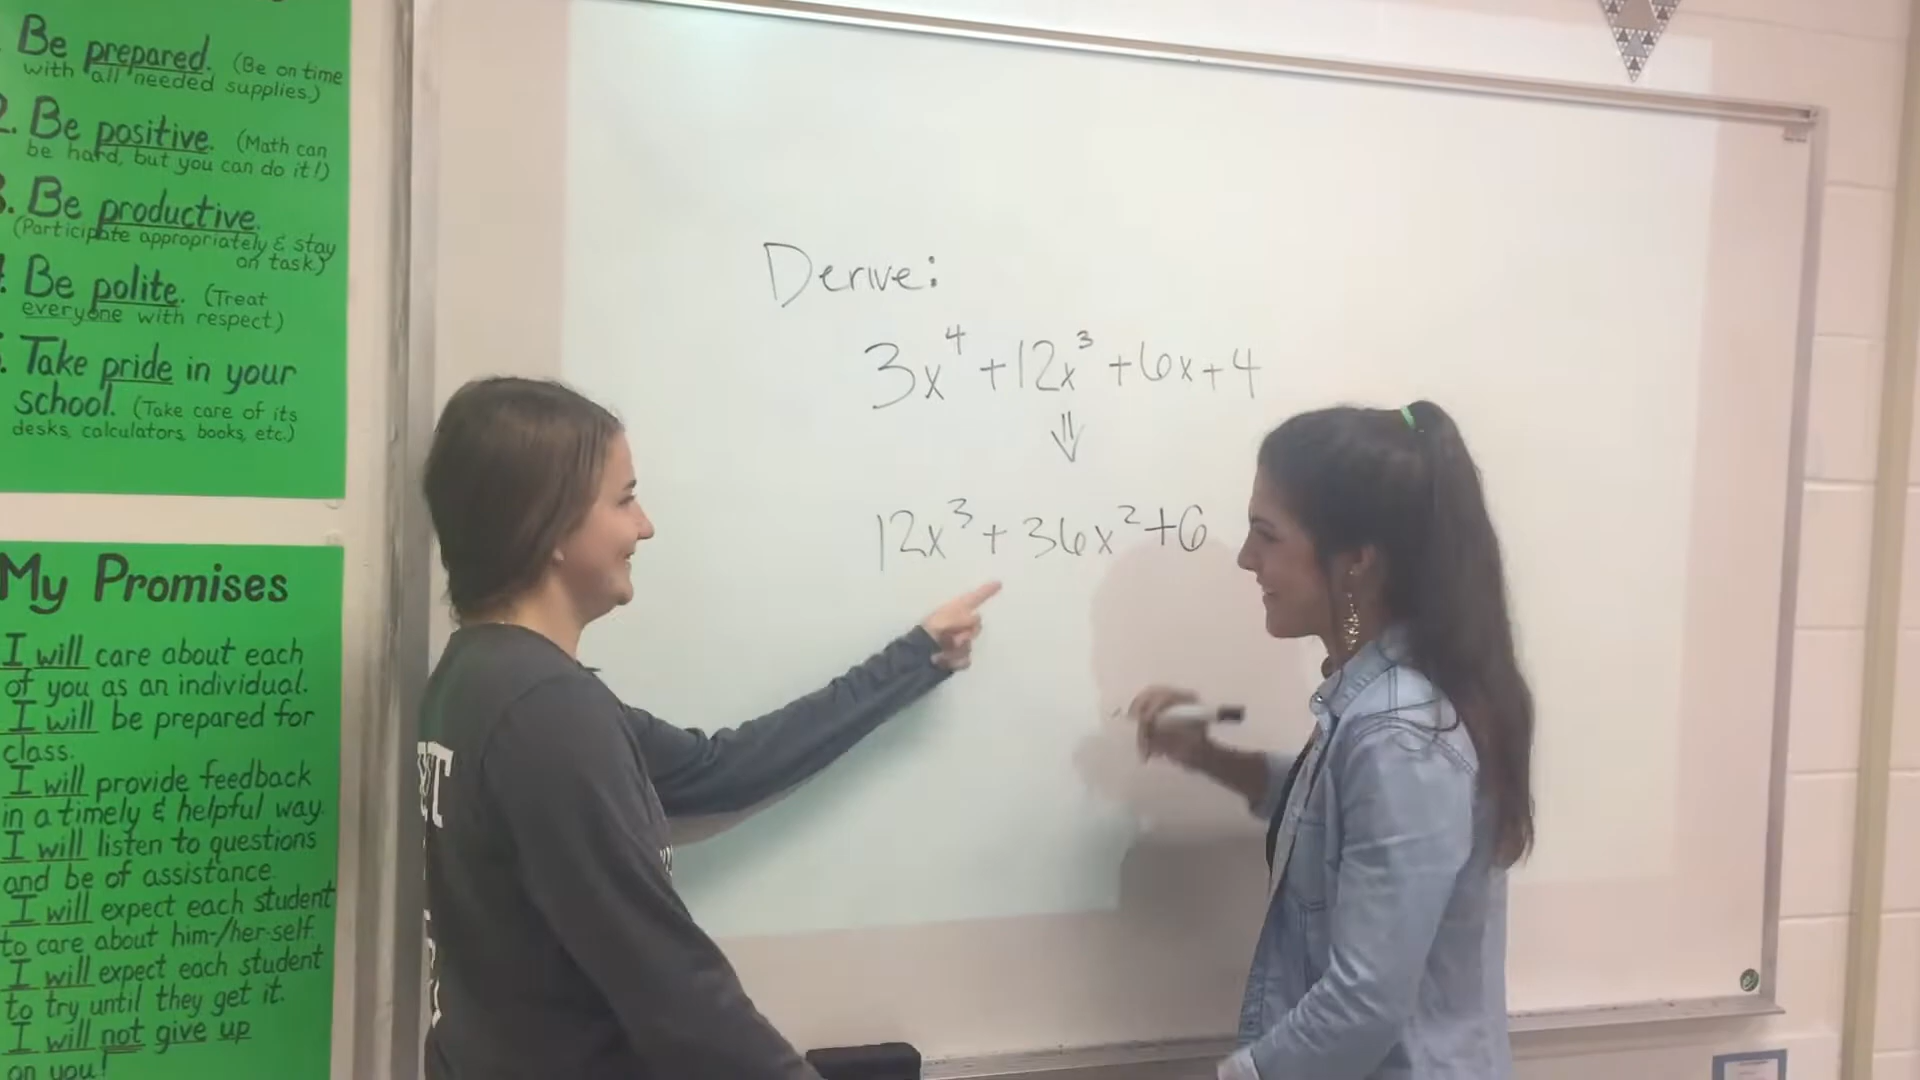 Be prepared. (Be on time
with all needed supplies.)
2. Be positive. (Math can
be hard, but you can do it!)
3. Be productive.
(Participate appropriately & stay
on task.)
Be polite. (Treat
everyone with respect.)
Take pride in your
school. (Take care of its
desks, calculators, books, etc.)
My Promises
I will care about each
of you as an individual.
I will be prepared for
class.
I will provide feedback
in a timely & helpful way.
I will listen to questions
and be of assistance.
I will expect each student
to care about him-/her-self.
I will expect each student
to try until they get it.
I will not give up
on you!
Derive:
3x⁴+12x³+6x+4
⇓
12x³+36x²+6